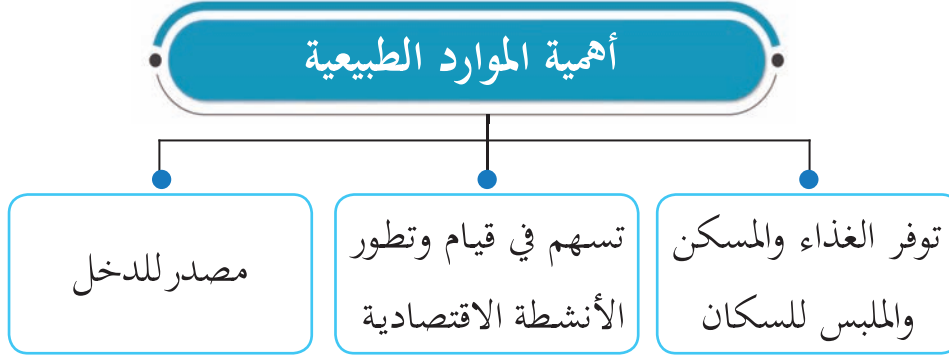 أهمية الموارد الطبيعية
توفر الغذاء والمسكن
والملبس للسكان
تسهم في قيام وتطور
الأنشطة الاقتصادية
مصدر للدخل